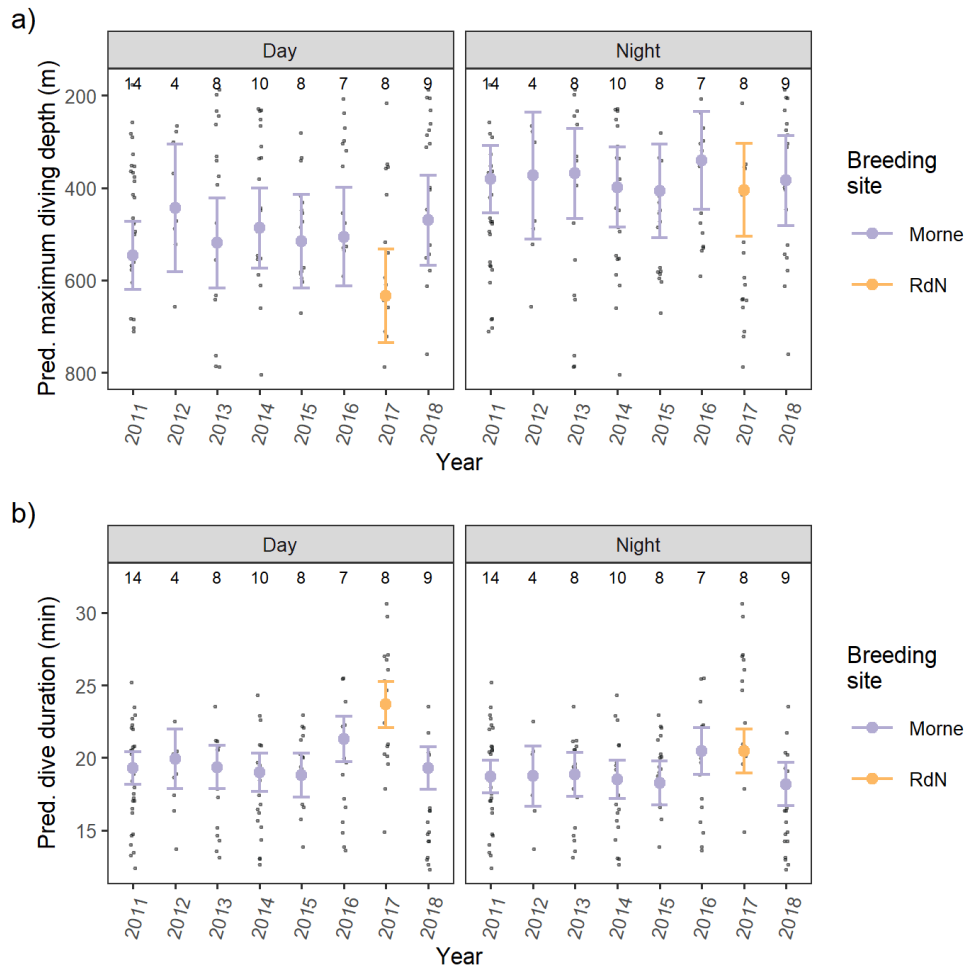 a)
Day
Night
14 4 8 10 8 7 8 9
14 4 8 10 8 7 8 9
Pred. maximum diving depth (m)
200
400
600
800
2011 2012 2013 2014 2015 2016 2017 2018
2011 2012 2013 2014 2015 2016 2017 2018
Year
Breeding
site
Morne
RdN
b)
Day
Night
14 4 8 10 8 7 8 9
14 4 8 10 8 7 8 9
Pred. dive duration (min)
30
25
20
15
2011 2012 2013 2014 2015 2016 2017 2018
2011 2012 2013 2014 2015 2016 2017 2018
Year
Breeding
site
Morne
RdN